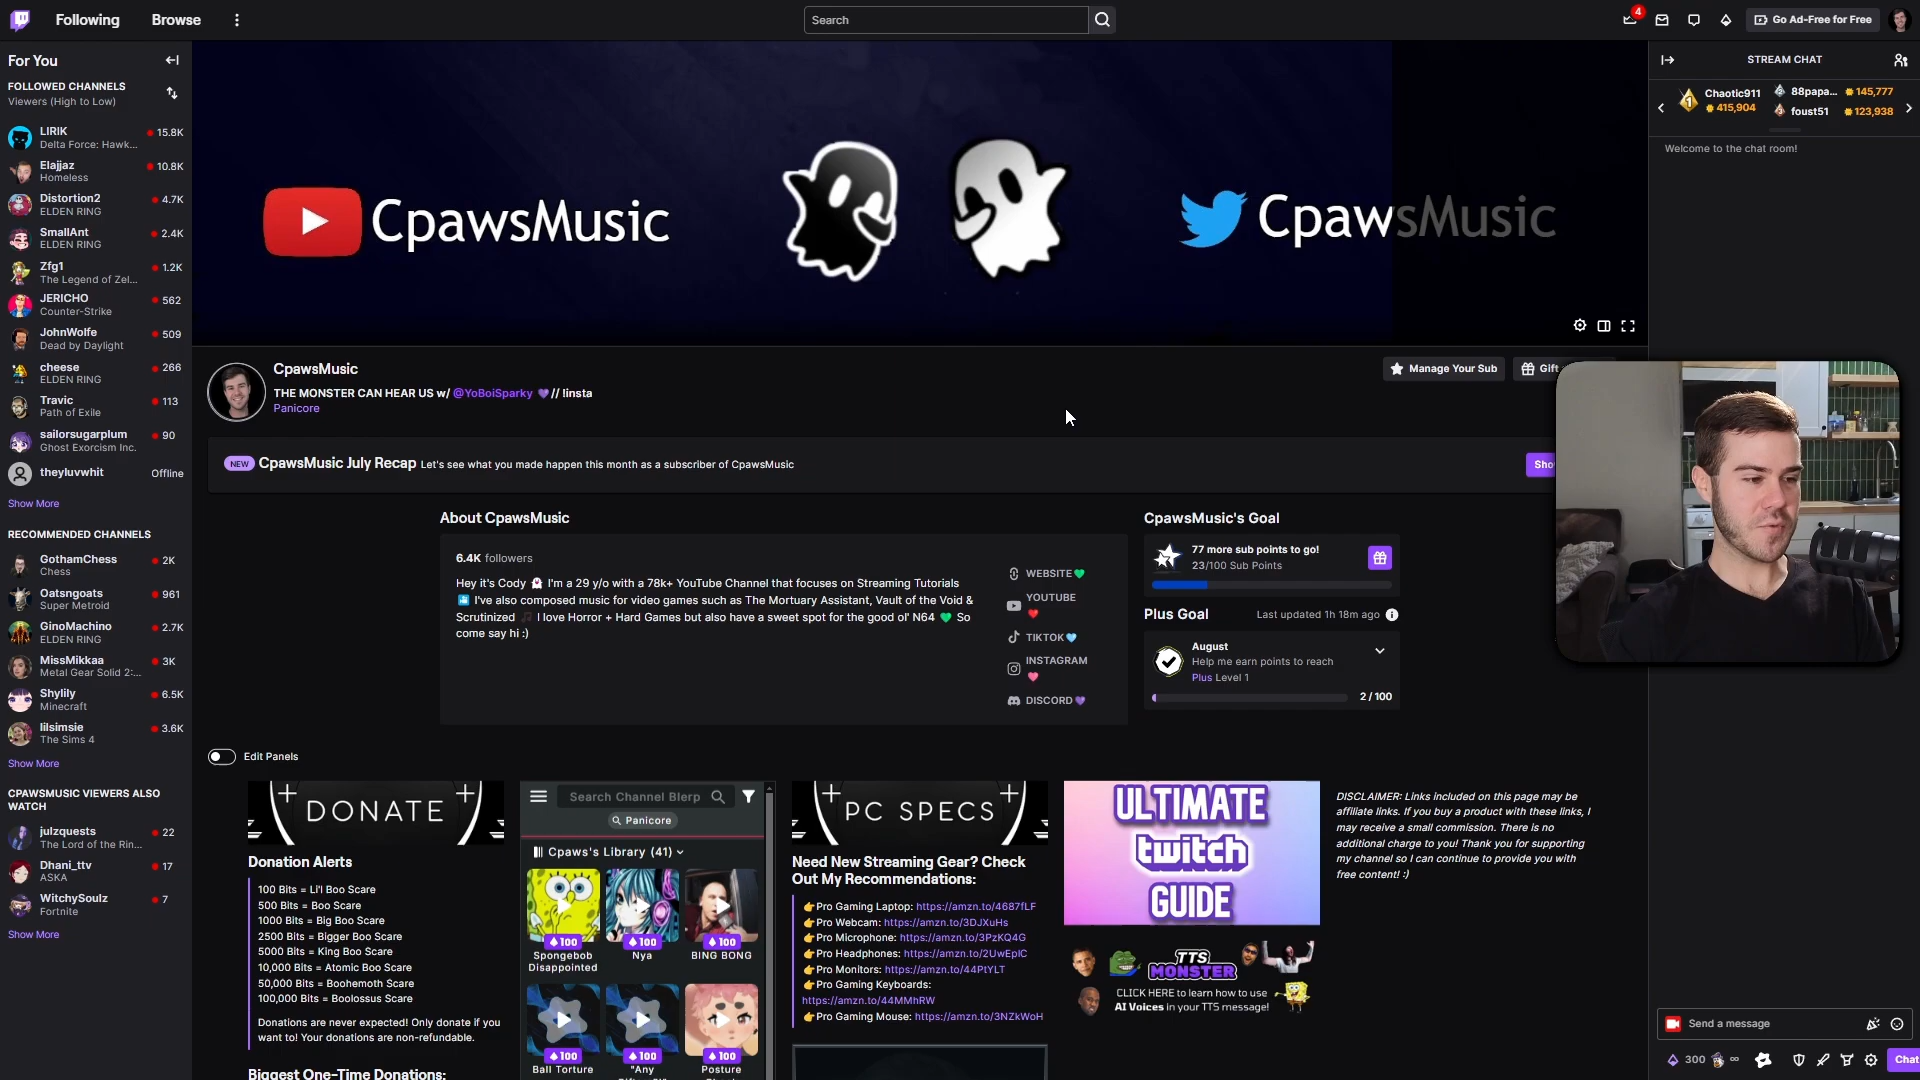 Following
Browse
Search
4
Go Ad-Free for Free
For You
FOLLOWED CHANNELS
Viewers (High to Low)
LIRIK
15.8K
Delta Force: Hawk...
Elajjaz
10.8K
Homeless
Distortion2
4.7K
ELDEN RING
SmallAnt
2.4K
ELDEN RING
Zfg1
1.2K
The Legend of Zel...
JERICHO
562
Counter-Strike
JohnWolfe
509
Dead by Daylight
cheese
266
ELDEN RING
Travic
113
Path of Exile
sailorsugarplum
90
Ghost Exorcism Inc.
theyluvwhit
Offline
Show More
RECOMMENDED CHANNELS
GothamChess
2K
Chess
Oatsngoats
961
Super Metroid
GinoMachino
2.7K
ELDEN RING
MissMikkaa
3K
Metal Gear Solid 2:...
Shylily
6.5K
Minecraft
lilsimsie
3.6K
The Sims 4
Show More
CPAWSMUSIC VIEWERS ALSO
WATCH
julzquests
22
The Lord of the Rin...
Dhani_ttv
17
ASKA
WitchySoulz
7
Fortnite
Show More
CpawsMusic
CpawsMusic
CpawsMusic
THE MONSTER CAN HEAR US w/ @YoBoiSparky 💜// !insta
Panicore
Manage Your Sub
Gift
NEW CpawsMusic July Recap Let's see what you made happen this month as a subscriber of CpawsMusic
Sho
About CpawsMusic
6.4K followers
Hey it's Cody 👻 I'm a 29 y/o with a 78k+ YouTube Channel that focuses on Streaming Tutorials
🎦 I've also composed music for video games such as The Mortuary Assistant, Vault of the Void &
Scrutinized 🎵 I love Horror + Hard Games but also have a sweet spot for the good ol' N64 💚 So
come say hi :)
WEBSITE💚
YOUTUBE
❤️
TIKTOK🩵
INSTAGRAM
🩷
DISCORD💜
CpawsMusic's Goal
77 more sub points to go!
23/100 Sub Points
Plus Goal
Last updated 1h 18m ago
August
Help me earn points to reach
Plus Level 1
2 / 100
Edit Panels
DONATE
Donation Alerts
100 Bits = Li'l Boo Scare
500 Bits = Boo Scare
1000 Bits = Big Boo Scare
2500 Bits = Bigger Boo Scare
5000 Bits = King Boo Scare
10,000 Bits = Atomic Boo Scare
50,000 Bits = Boohemoth Scare
100,000 Bits = Boolossus Scare
Donations are never expected! Only donate if you
want to! Your donations are non-refundable.
Biggest One-Time Donations:
Search Channel Blerp
Panicore
Cpaws's Library (41)
100
100
100
Spongebob
Disappointed
Nya
BING BONG
100
100
100
Ball Torture
"Any
Posture
PC SPECS
Need New Streaming Gear? Check
Out My Recommendations:
👉Pro Gaming Laptop: https://amzn.to/4687fLF
👉Pro Webcam: https://amzn.to/3DJXuHs
👉Pro Microphone: https://amzn.to/3PzKQ4G
👉Pro Headphones: https://amzn.to/2UwEpIC
👉Pro Monitors: https://amzn.to/44PtYLT
👉Pro Gaming Keyboards:
https://amzn.to/44MMhRW
👉Pro Gaming Mouse: https://amzn.to/3NZkWoH
ULTIMATE
twitch
GUIDE
TTS
MONSTER
CLICK HERE to learn how to use
AI Voices in your TTS message!
DISCLAIMER: Links included on this page may be
affiliate links. If you buy a product with these links, I
may receive a small commission. There is no
additional charge to you! Thank you for supporting
my channel so I can continue to provide you with
free content! :)
STREAM CHAT
1
Chaotic911
415,904
88papa...
145,777
foust51
123,938
Welcome to the chat room!
Send a message
300
∞
Chat